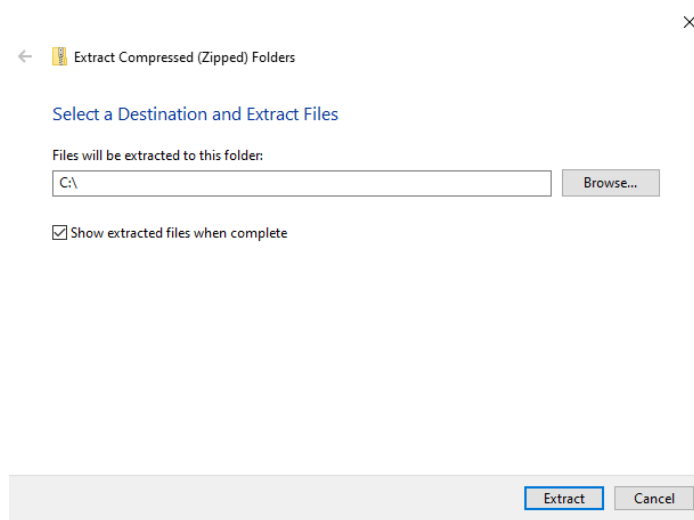 Extract Compressed (Zipped) Folders
Select a Destination and Extract Files
Files will be extracted to this folder:
C:\
Browse...
Show extracted files when complete
Extract
Cancel